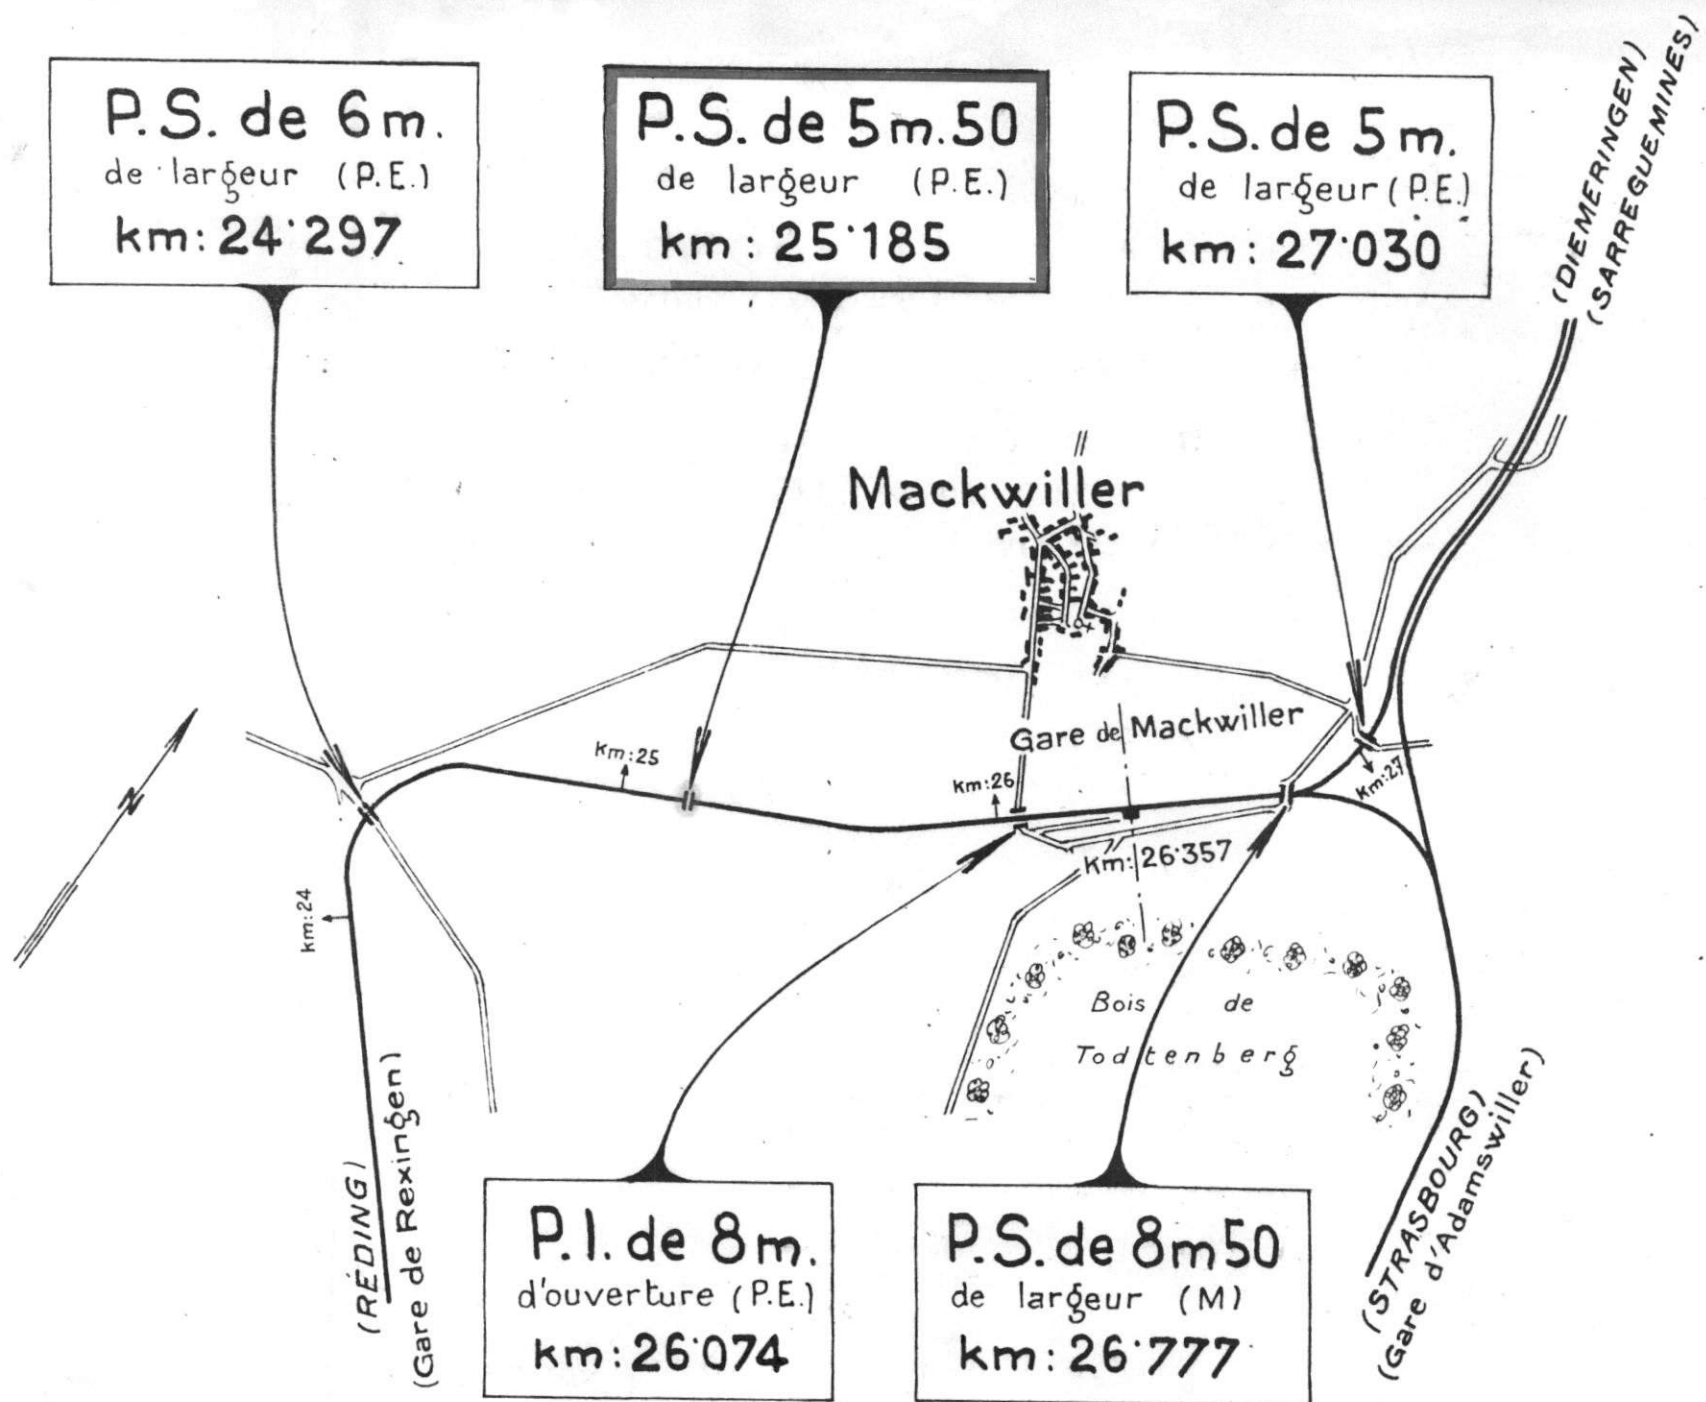 P.S. de 6m.
de largeur (P.E.)
km: 24·297
P.S. de 5m.50
de largeur (P.E.)
km: 25·185
P.S. de 5m.
de largeur (P.E.)
km: 27·030
(DIEMERINGEN)
(SARREGUEMINES)
Mackwiller
Gare de Mackwiller
km:25
km:26
km:27
N
km:26·357
km:24
Bois de
Todtenberg
(RÉDING)
(Gare de Rexingen)
(STRASBOURG)
(Gare d'Adamswiller)
P.I. de 8m.
d'ouverture (P.E.)
km: 26·074
P.S. de 8m50
de largeur (M)
km: 26·777